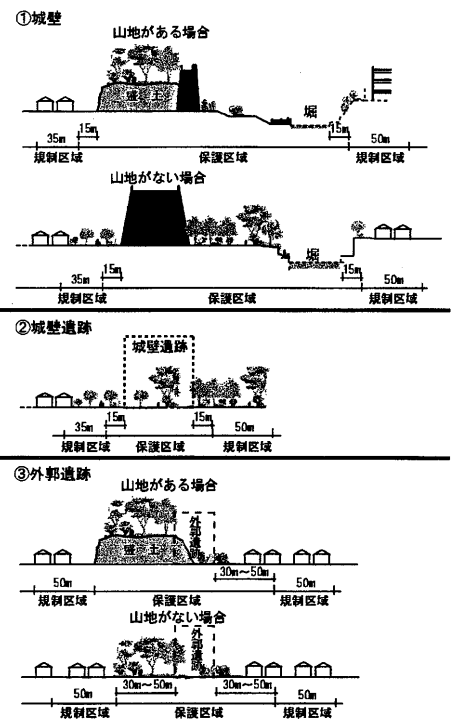 ①城壁
山地がある場合
盛土
堀
15m
15m
35m
50m
規制区域
保護区域
規制区域
山地がない場合
堀
15m
15m
35m
50m
規制区域
保護区域
規制区域
②城壁遺跡
城壁遺跡
15m
15m
35m
50m
規制区域
保護区域
規制区域
③外郭遺跡
山地がある場合
外郭遺跡
盛土
30m～50m
50m
50m
規制区域
保護区域
規制区域
山地がない場合
外郭遺跡
30m～50m
30m～50m
50m
50m
規制区域
保護区域
規制区域